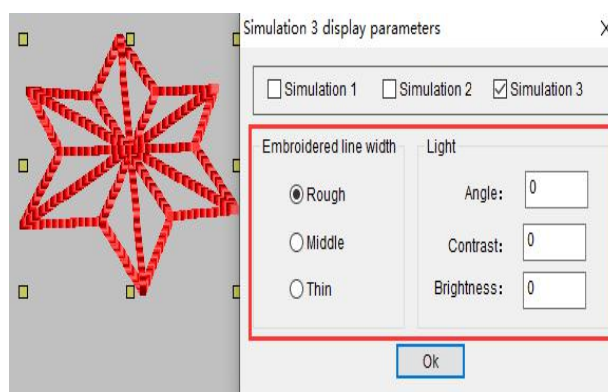 Simulation 3 display parameters
Simulation 1 Simulation 2 Simulation 3
Embroidered line width
Rough
Middle
Thin
Light
Angle: 0
Contrast: 0
Brightness: 0
Ok